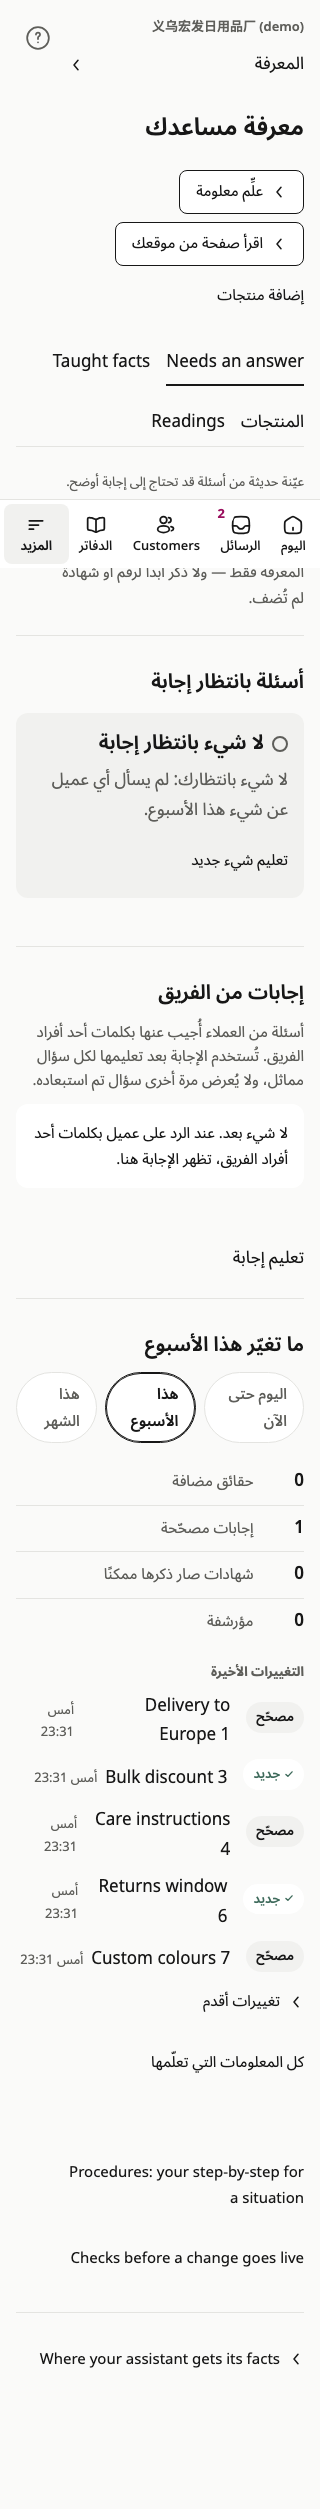 义乌宏发日用品厂 (demo)
المعرفة
معرفة مساعدك
علِّم معلومة
اقرأ صفحة من موقعك
إضافة منتجات
Needs an answer
Taught facts
المنتجات
Readings
عيّنة حديثة من أسئلة قد تحتاج إلى إجابة أوضح.
اليوم
الرسائل
2
Customers
الدفاتر
المزيد
المعرفة فقط — ولا ذكر أبدًا لرقم أو شهادة
لم تُضف.
أسئلة بانتظار إجابة
لا شيء بانتظار إجابة
لا شيء بانتظارك: لم يسأل أي عميل
عن شيء هذا الأسبوع.
تعليم شيء جديد
إجابات من الفريق
أسئلة من العملاء أُجيب عنها بكلمات أحد أفراد
الفريق. تُستخدم الإجابة بعد تعليمها لكل سؤال
مماثل، ولا يُعرض مرة أخرى سؤال تم استبعاده.
لا شيء بعد. عند الرد على عميل بكلمات أحد
أفراد الفريق، تظهر الإجابة هنا.
تعليم إجابة
ما تغيّر هذا الأسبوع
اليوم حتى
الآن
هذا
الأسبوع
هذا
الشهر
0 حقائق مضافة
1 إجابات مصحّحة
0 شهادات صار ذكرها ممكنًا
0 مؤرشفة
التغييرات الأخيرة
مصحّح
Delivery to
Europe 1
أمس
23:31
جديد
Bulk discount 3
أمس 23:31
مصحّح
Care instructions
4
أمس
23:31
جديد
Returns window
6
أمس
23:31
مصحّح
Custom colours 7
أمس 23:31
تغييرات أقدم
كل المعلومات التي تعلّمها
Procedures: your step-by-step for
a situation
Checks before a change goes live
Where your assistant gets its facts